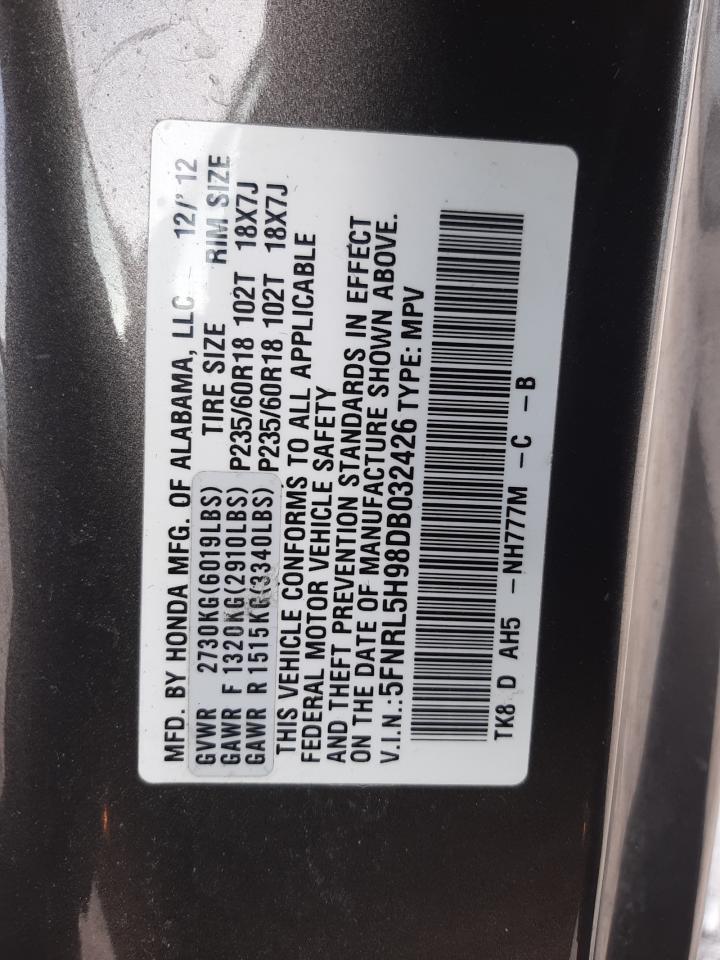 MFD. BY HONDA MFG. OF ALABAMA, LLC 12/'12
GVWR 2730KG(6019LBS) TIRE SIZE RIM SIZE
GAWR F 1320KG(2910LBS) P235/60R18 102T 18X7J
GAWR R 1515KG(3340LBS) P235/60R18 102T 18X7J
THIS VEHICLE CONFORMS TO ALL APPLICABLE
FEDERAL MOTOR VEHICLE SAFETY
AND THEFT PREVENTION STANDARDS IN EFFECT
ON THE DATE OF MANUFACTURE SHOWN ABOVE.
V.I.N.:5FNRL5H98DB032426 TYPE: MPV
TK8 D AH5 -NH777M -C -B